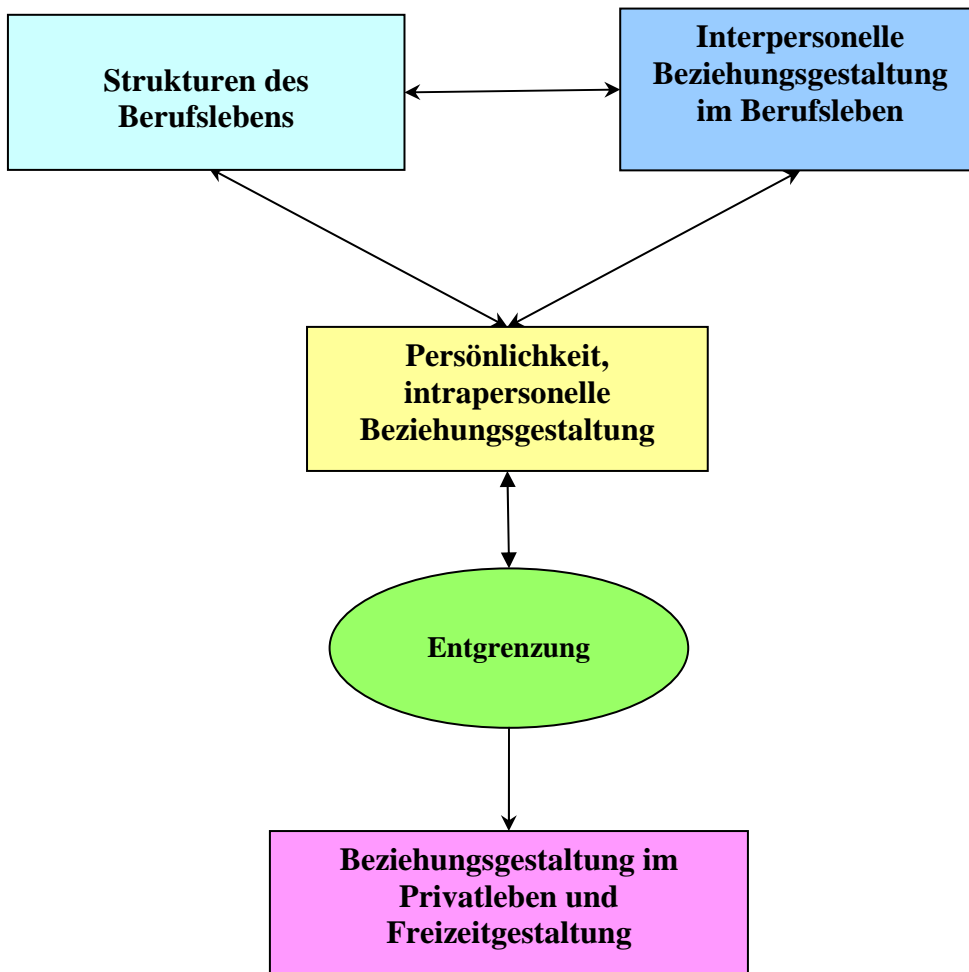 Strukturen des
Berufslebens
Interpersonelle
Beziehungsgestaltung
im Berufsleben
Persönlichkeit,
intrapersonelle
Beziehungsgestaltung
Entgrenzung
Beziehungsgestaltung im
Privatleben und
Freizeitgestaltung